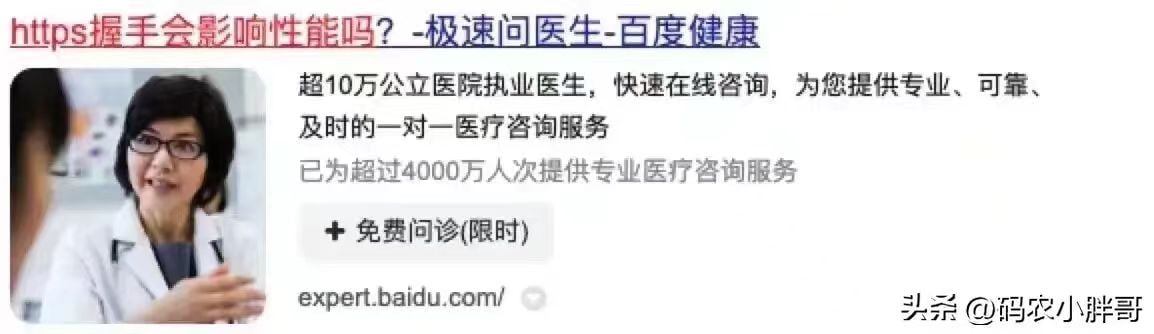 https握手会影响性能吗？-极速问医生-百度健康
超10万公立医院执业医生，快速在线咨询，为您提供专业、可靠、
及时的一对一医疗咨询服务
已为超过4000万人次提供专业医疗咨询服务
+ 免费问诊(限时)
expert.baidu.com/
头条 @码农小胖哥